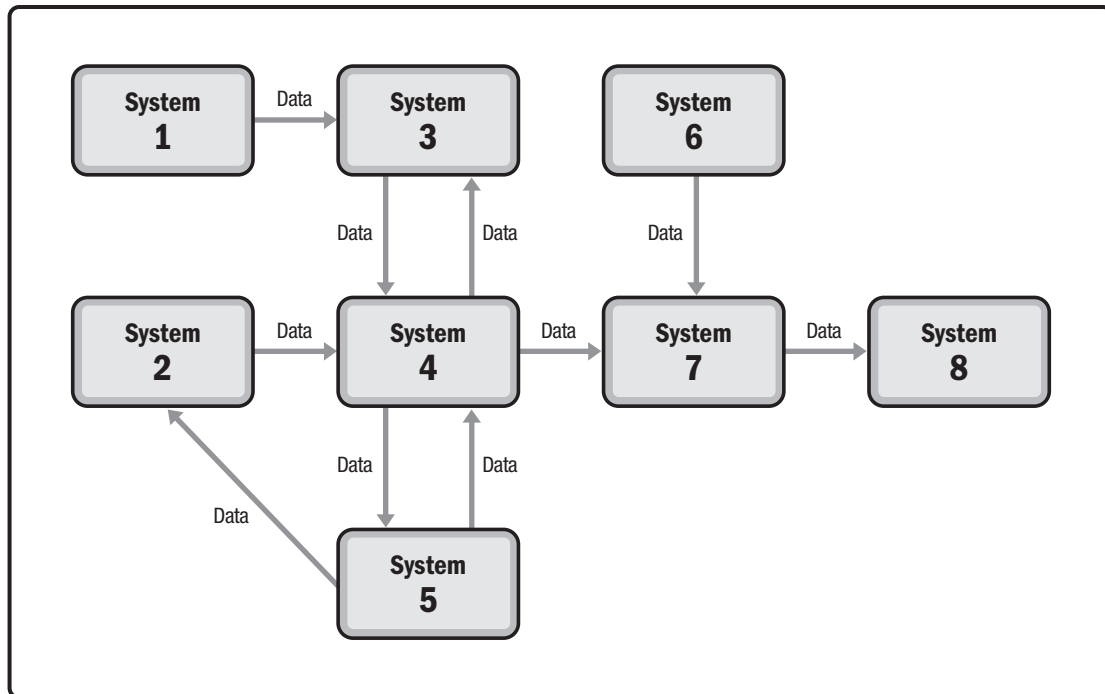 System
1
Data
System
3
System
6
Data
Data
Data
System
2
Data
System
4
Data
System
7
Data
System
8
Data
Data
Data
System
5